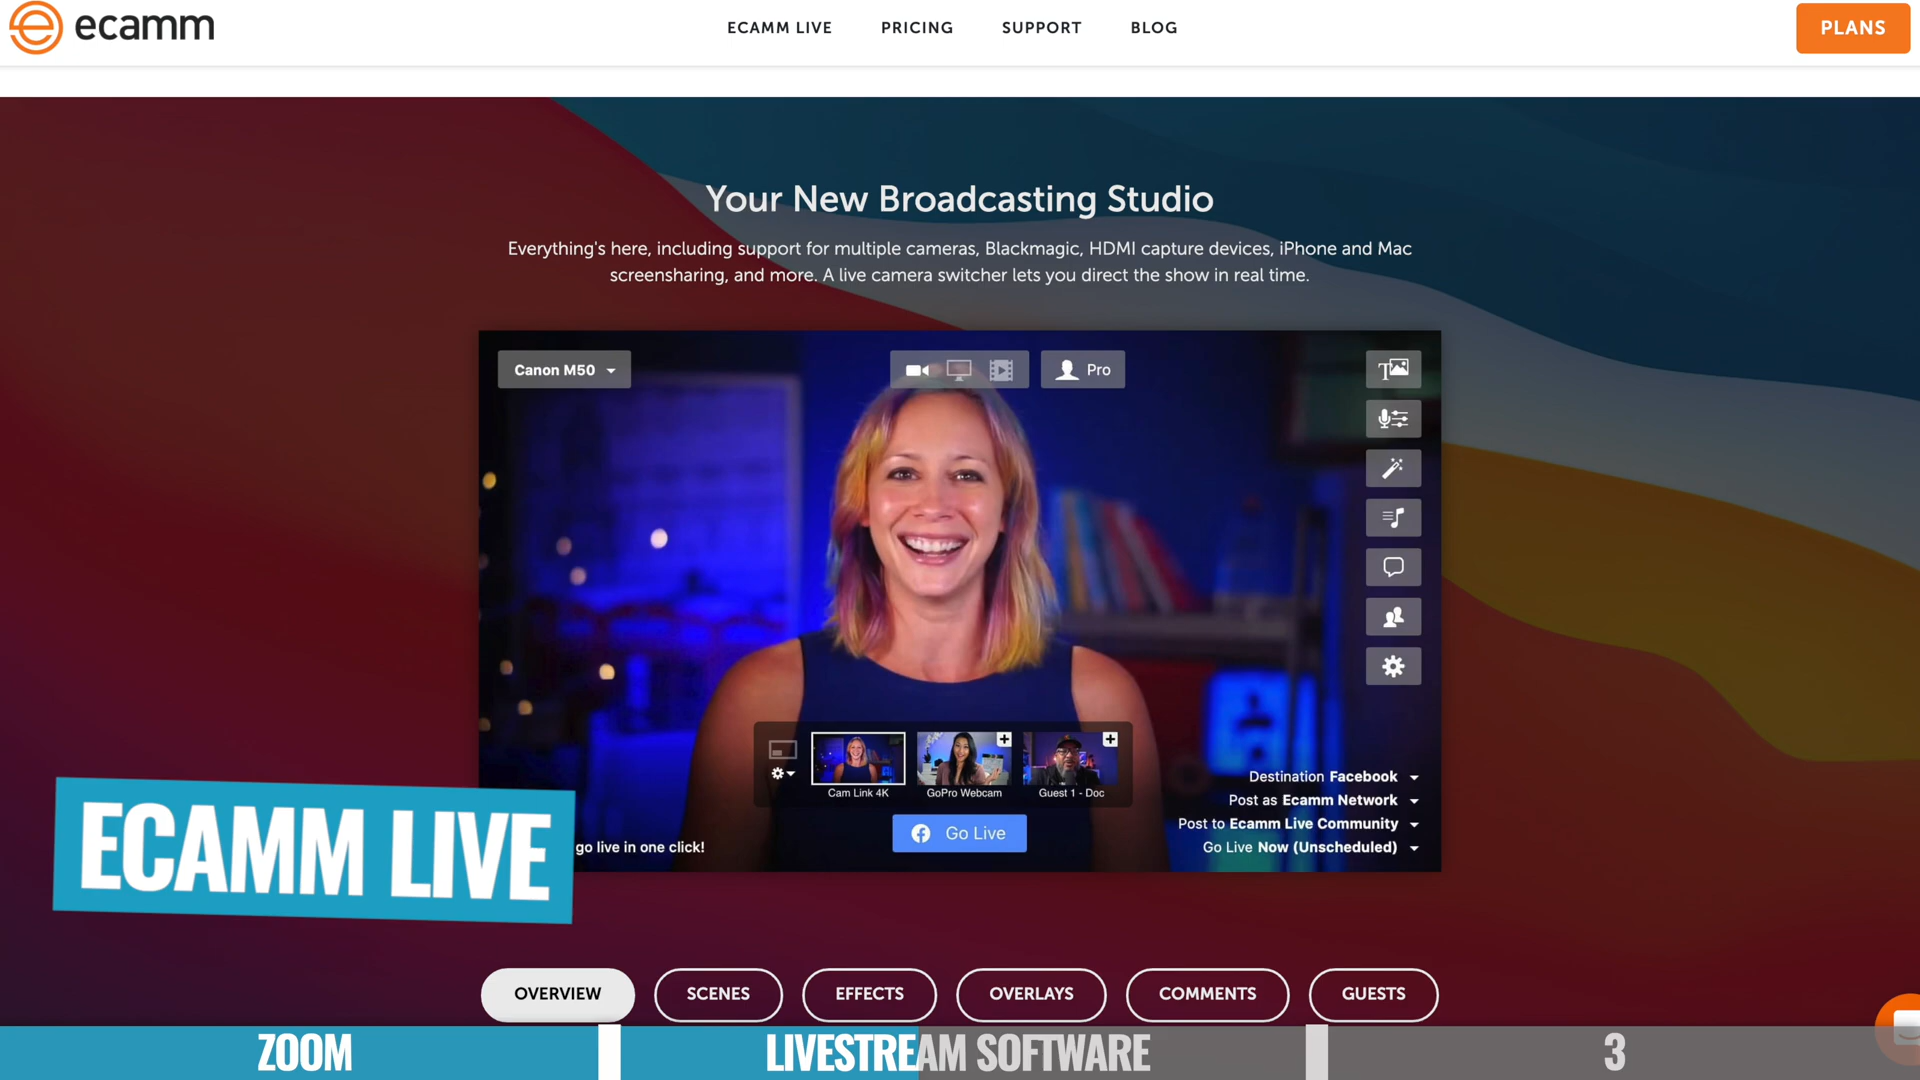 ecamm
ECAMM LIVE
PRICING
SUPPORT
BLOG
PLANS
Your New Broadcasting Studio
Everything's here, including support for multiple cameras, Blackmagic, HDMI capture devices, iPhone and Mac
screensharing, and more. A live camera switcher lets you direct the show in real time.
Canon M50
Pro
Cam Link 4K
GoPro Webcam
Guest 1 - Doc
Destination Facebook
Post as Ecamm Network
Post to Ecamm Live Community
Go Live Now (Unscheduled)
Go Live
go live in one click!
ECAMM LIVE
OVERVIEW
SCENES
EFFECTS
OVERLAYS
COMMENTS
GUESTS
ZOOM
LIVESTREAM SOFTWARE
3